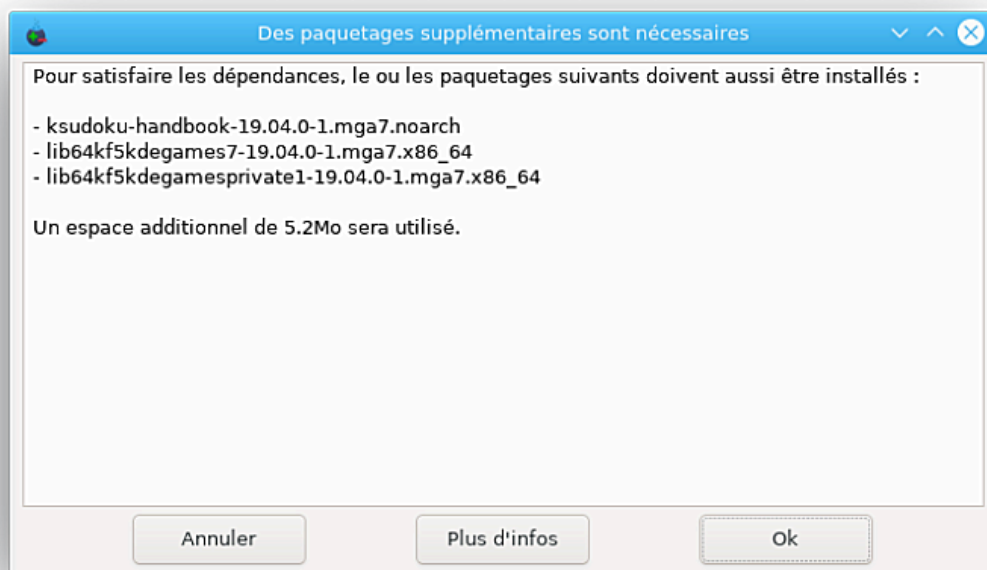 Des paquetages supplémentaires sont nécessaires
Pour satisfaire les dépendances, le ou les paquetages suivants doivent aussi être installés :
- ksudoku-handbook-19.04.0-1.mga7.noarch
- lib64kf5kdegames7-19.04.0-1.mga7.x86_64
- lib64kf5kdegamesprivate1-19.04.0-1.mga7.x86_64
Un espace additionnel de 5.2Mo sera utilisé.
Annuler
Plus d'infos
Ok